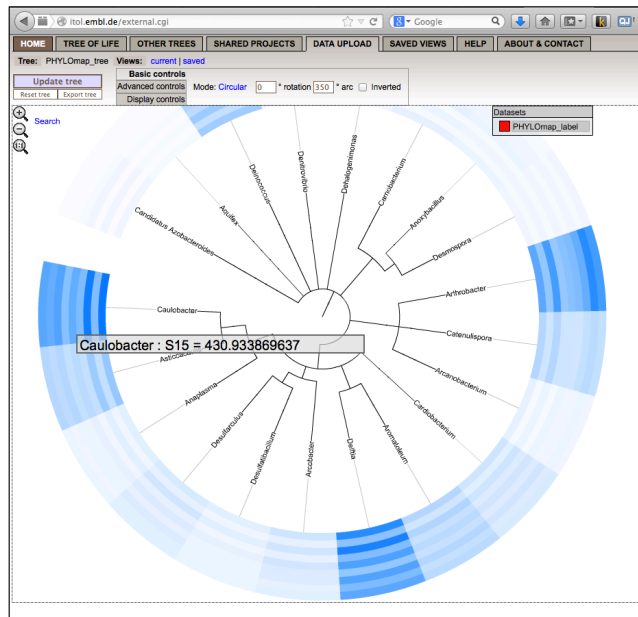 itol.embl.de/external.cgi
Google
HOME TREE OF LIFE OTHER TREES SHARED PROJECTS DATA UPLOAD SAVED VIEWS HELP ABOUT & CONTACT
Tree: PHYLOmap_tree Views: current | saved
Update tree
Reset tree Export tree
Basic controls
Advanced controls
Display controls
Mode: Circular 0 ° rotation 350 ° arc Inverted
Search
Datasets
PHYLOmap_label
Candidatus Azobacteroides
Aquifex
Deinococcus
Denitrovibrio
Dehalogenimonas
Carnobacterium
Anoxybacillus
Desmospora
Arthrobacter
Catenulispora
Arcanobacterium
Cardiobacterium
Aromatoleum
Delftia
Arcobacter
Desulfatibacillum
Desulfarculus
Anaplasma
Caulobacter
Caulobacter : S15 = 430.933869637